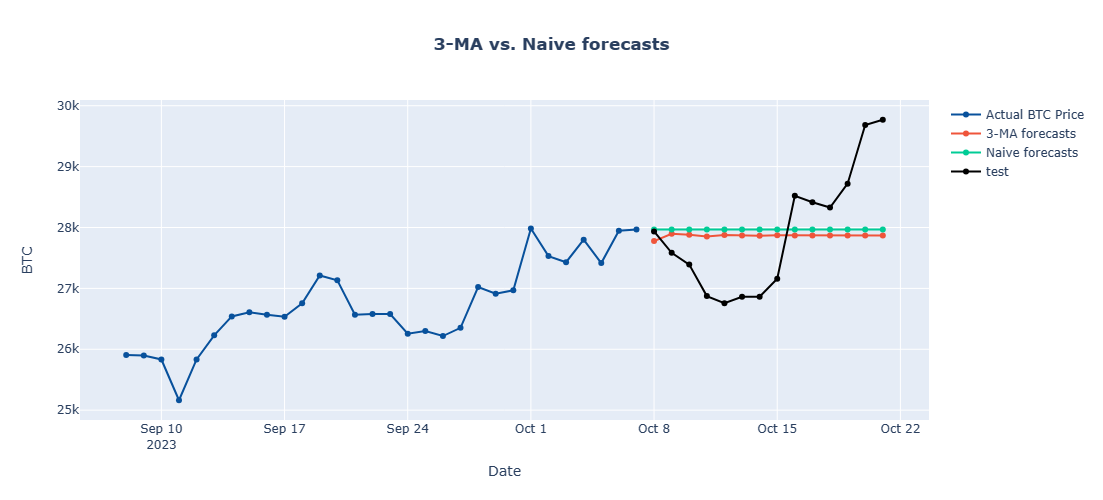 3-MA vs. Naive forecasts
30k
29k
28k
27k
26k
25k
BTC
Sep 10
2023
Sep 17
Sep 24
Oct 1
Oct 8
Oct 15
Oct 22
Date
Actual BTC Price
3-MA forecasts
Naive forecasts
test